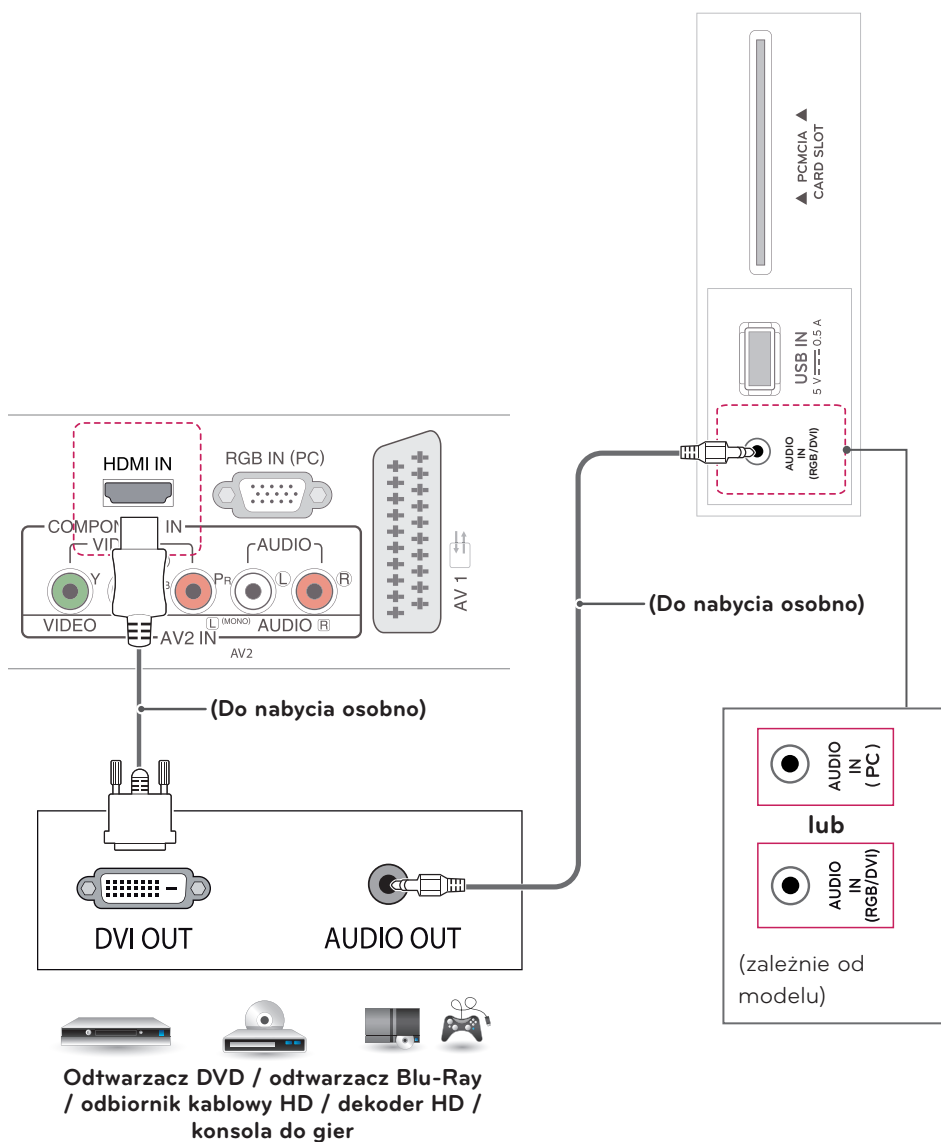 ▲ PCMCIA ▲
CARD SLOT
USB IN
5 V 0.5 A
AUDIO
IN
(RGB/DVI)
HDMI IN
RGB IN (PC)
IN
AUDIO
Y
PR
L
R
VIDEO
L (MONO) AUDIO R
AV2 IN
AV2
AV 1
(Do nabycia osobno)
(Do nabycia osobno)
DVI OUT
AUDIO OUT
AUDIO
IN
(PC)
lub
AUDIO
IN
(RGB/DVI)
(zależnie od
modelu)
Odtwarzacz DVD / odtwarzacz Blu-Ray
/ odbiornik kablowy HD / dekoder HD /
konsola do gier